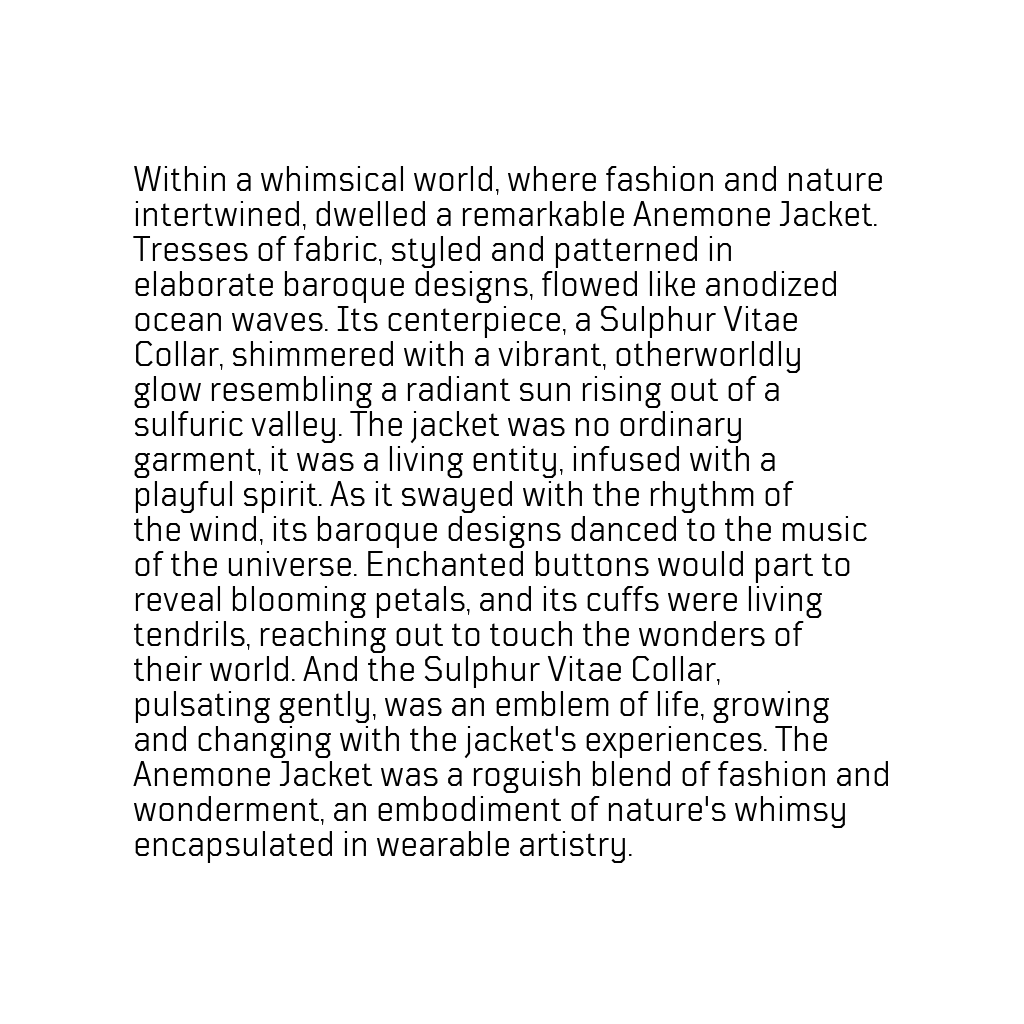 Within a whimsical world, where fashion and nature
intertwined, dwelled a remarkable Anemone Jacket.
Tresses of fabric, styled and patterned in
elaborate baroque designs, flowed like anodized
ocean waves. Its centerpiece, a Sulphur Vitae
Collar, shimmered with a vibrant, otherworldly
glow resembling a radiant sun rising out of a
sulfuric valley. The jacket was no ordinary
garment, it was a living entity, infused with a
playful spirit. As it swayed with the rhythm of
the wind, its baroque designs danced to the music
of the universe. Enchanted buttons would part to
reveal blooming petals, and its cuffs were living
tendrils, reaching out to touch the wonders of
their world. And the Sulphur Vitae Collar,
pulsating gently, was an emblem of life, growing
and changing with the jacket's experiences. The
Anemone Jacket was a roguish blend of fashion and
wonderment, an embodiment of nature's whimsy
encapsulated in wearable artistry.